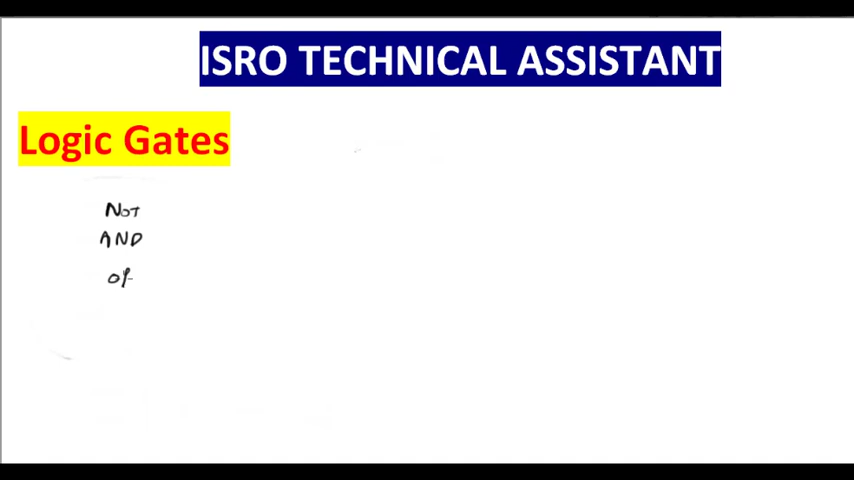 ISRO TECHNICAL ASSISTANT
Logic Gates
NOT
AND
OR